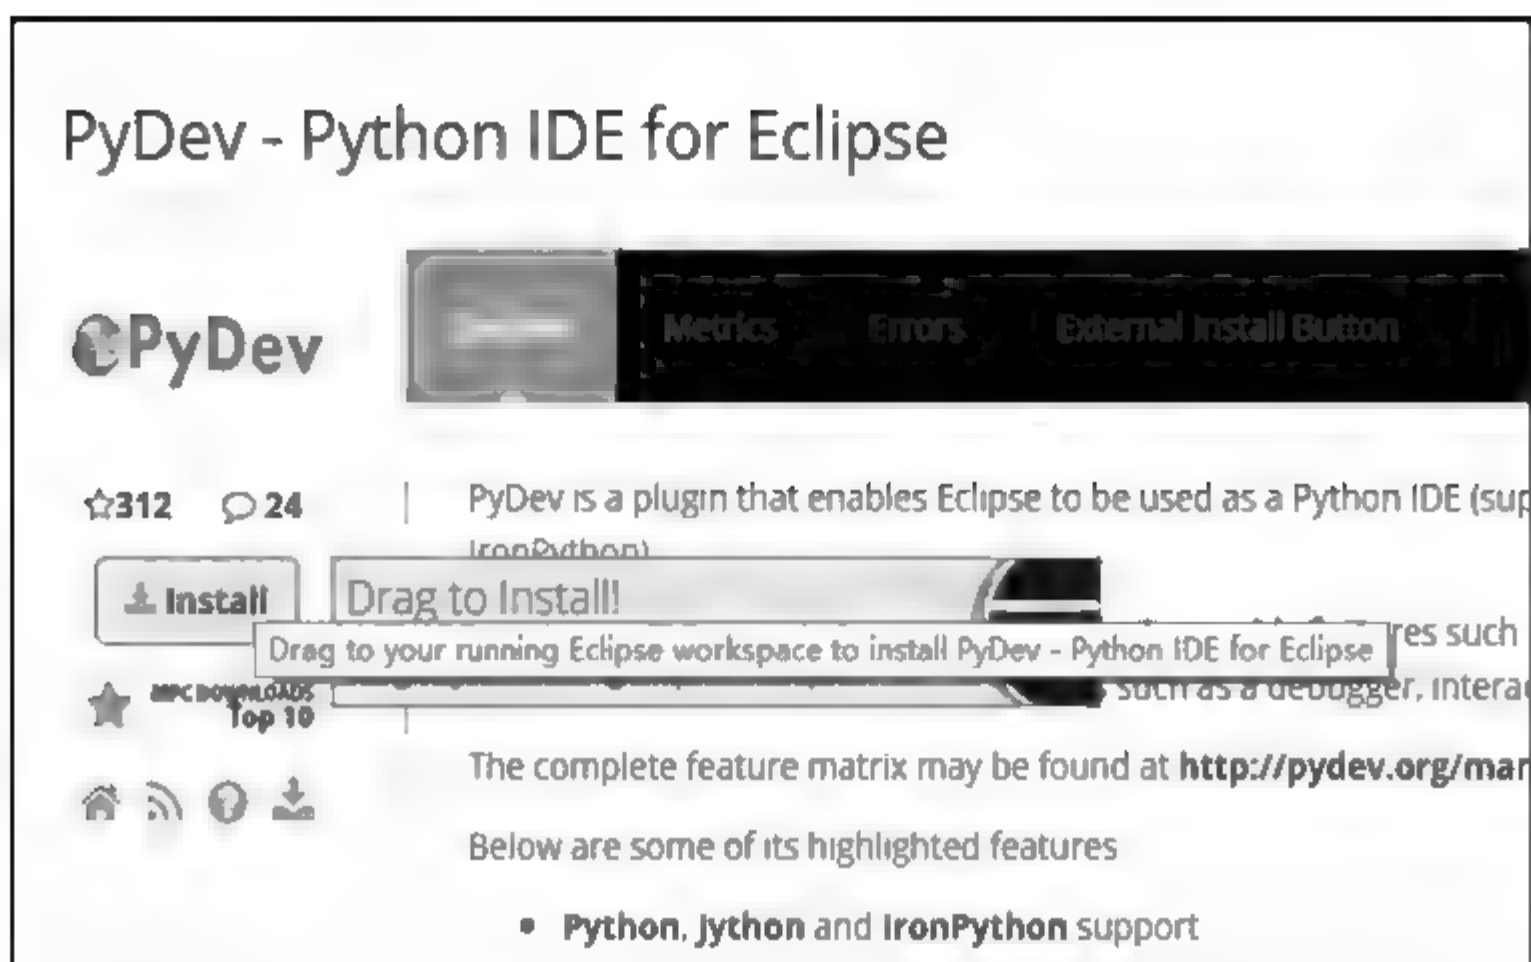 PyDev - Python IDE for Eclipse
PyDev
Metrics Errors External Install Button
312 24
PyDev is a plugin that enables Eclipse to be used as a Python IDE (sup
IronPython)
Install
Drag to Install!
res such
Drag to your running Eclipse workspace to install PyDev - Python IDE for Eclipse
such as a debugger, intera
MPC DOWNLOADS
Top 10
The complete feature matrix may be found at http://pydev.org/man
Below are some of its highlighted features
• Python, Jython and IronPython support